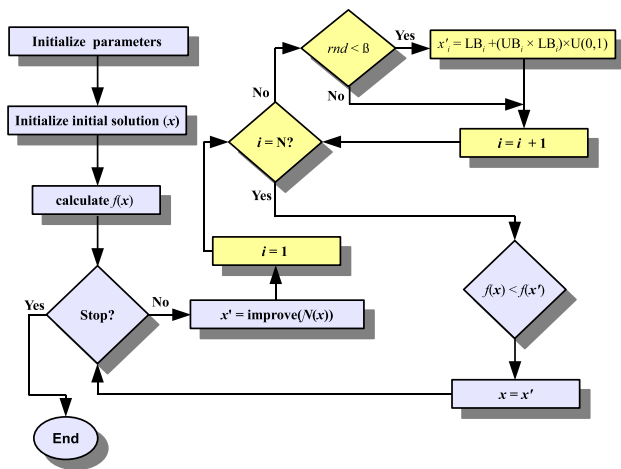 Initialize parameters
Initialize initial solution (x)
calculate f(x)
Stop?
Yes
No
End
x' = improve(N(x))
i = 1
i = N?
No
Yes
rnd < ß
Yes
No
x'ᵢ = LBᵢ +(UBᵢ × LBᵢ)×U(0,1)
i = i + 1
f(x) < f(x')
x = x'